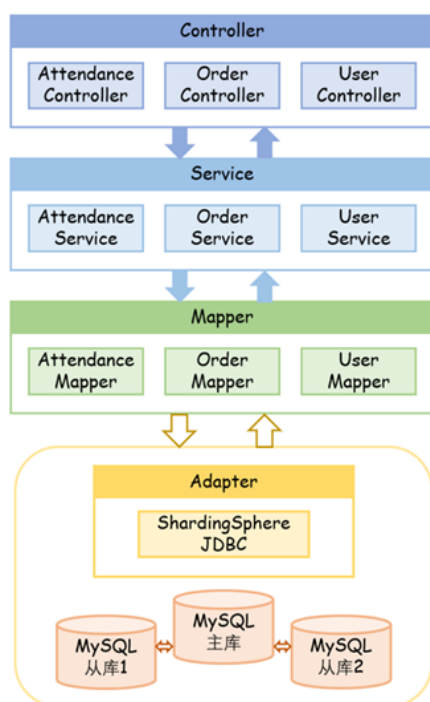 Controller
Attendance
Controller
Order
Controller
User
Controller
Service
Attendance
Service
Order
Service
User
Service
Mapper
Attendance
Mapper
Order
Mapper
User
Mapper
Adapter
ShardingSphere
JDBC
MySQL
从库1
MySQL
主库
MySQL
从库2